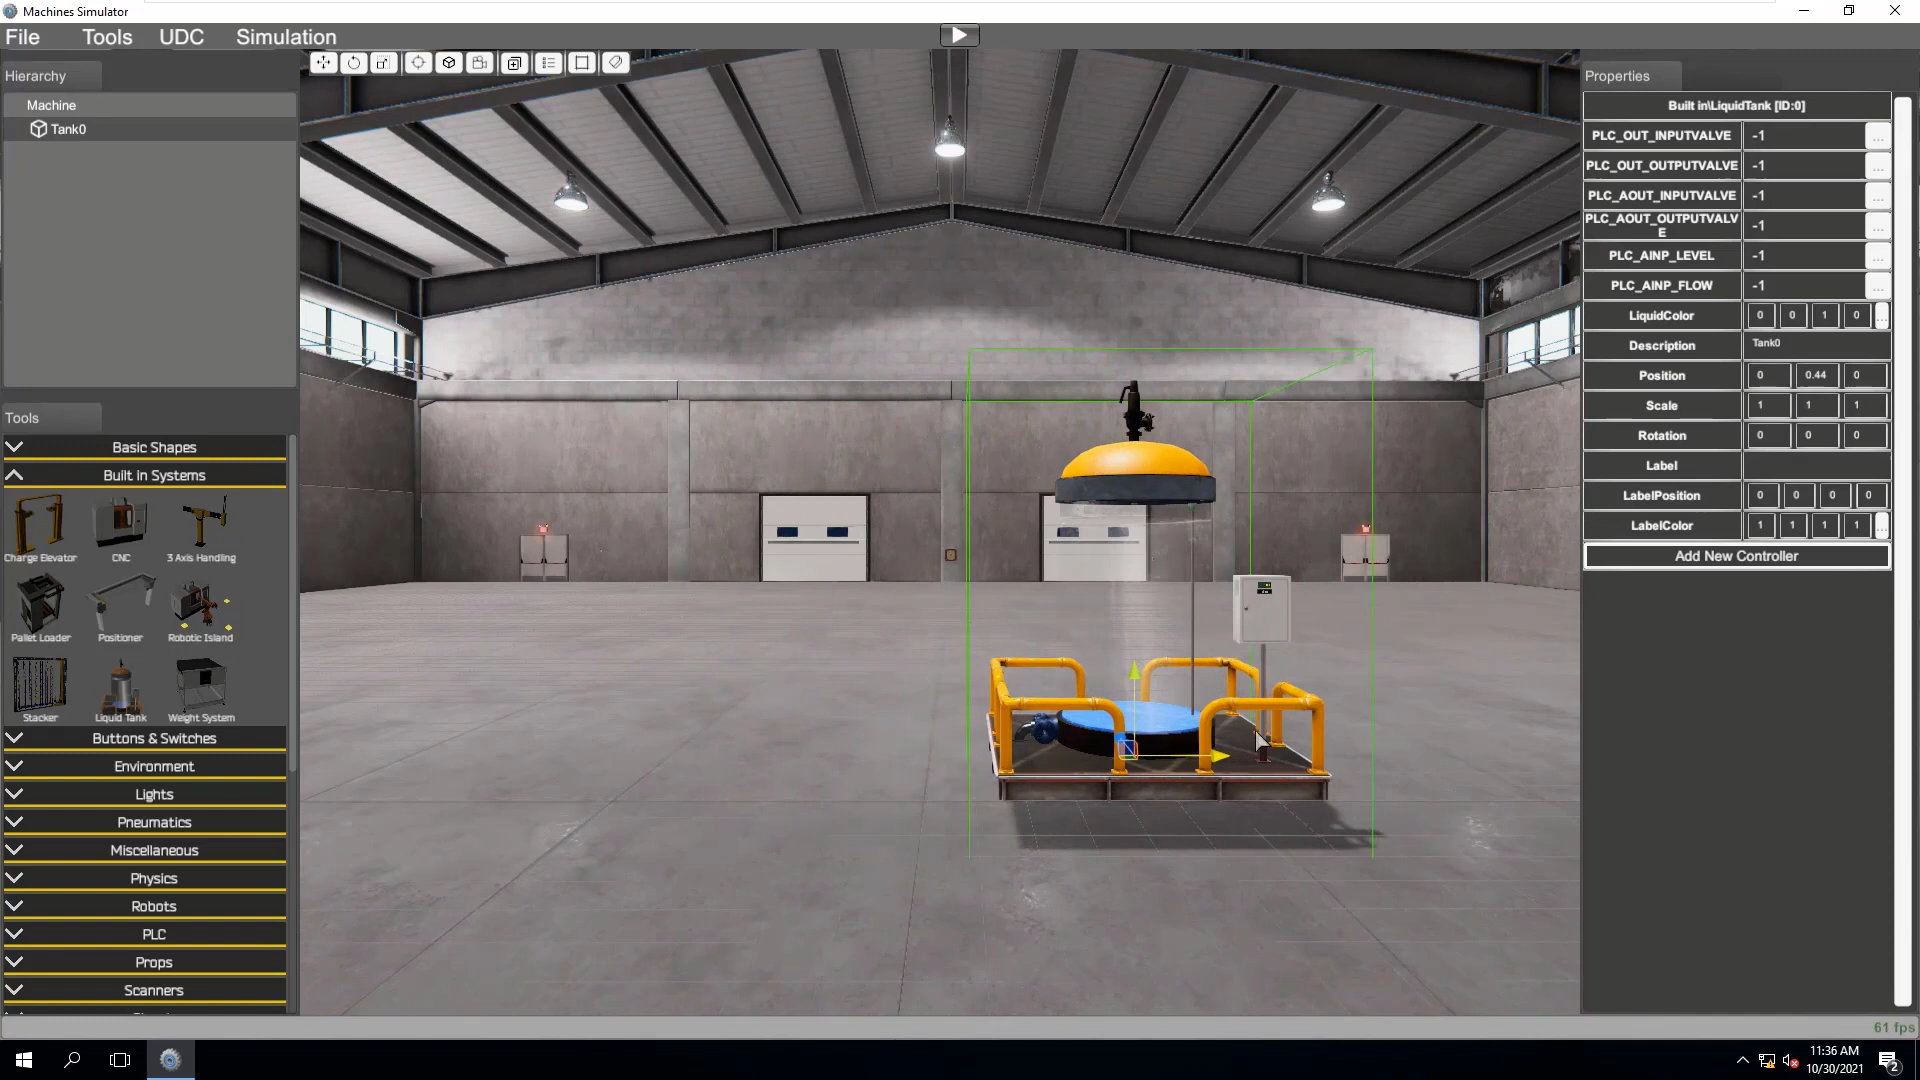 Machines Simulator
File Tools UDC Simulation
Hierarchy
Machine
Tank0
Tools
Basic Shapes
Built in Systems
Charge Elevator CNC 3 Axis Handling
Pallet Loader Positioner Robotic Island
Stacker Liquid Tank Weight System
Buttons & Switches
Environment
Lights
Pneumatics
Miscellaneous
Physics
Robots
PLC
Props
Scanners
Properties
Built in\LiquidTank [ID:0]
PLC_OUT_INPUTVALVE -1 ...
PLC_OUT_OUTPUTVALVE -1 ...
PLC_AOUT_INPUTVALVE -1 ...
PLC_AOUT_OUTPUTVALV
E -1 ...
PLC_AINP_LEVEL -1 ...
PLC_AINP_FLOW -1 ...
LiquidColor 0 0 1 0 ...
Description Tank0
Position 0 0.44 0
Scale 1 1 1
Rotation 0 0 0
Label
LabelPosition 0 0 0 0
LabelColor 1 1 1 1 ...
Add New Controller
61 fps
11:36 AM
10/30/2021
2